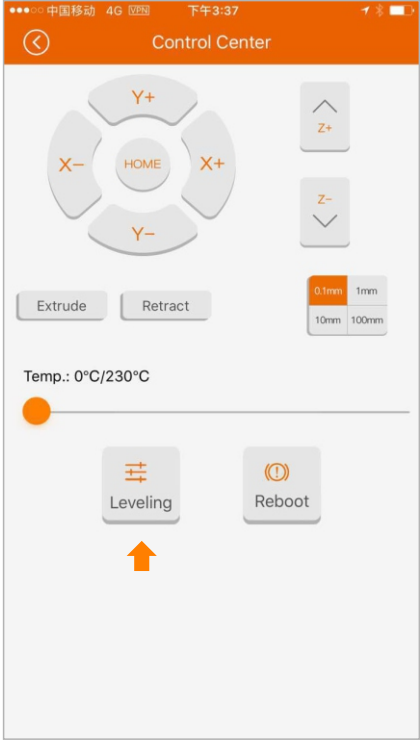 中国移动 4G VPN 下午3:37
Control Center
Y+
X− HOME X+
Y−
Z+
Z−
Extrude Retract
0.1mm 1mm
10mm 100mm
Temp.: 0°C/230°C
Leveling Reboot